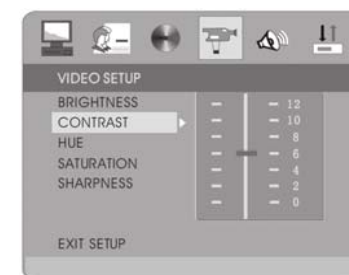 VIDEO SETUP
BRIGHTNESS
CONTRAST
HUE
SATURATION
SHARPNESS
12
10
8
6
4
2
0
EXIT SETUP